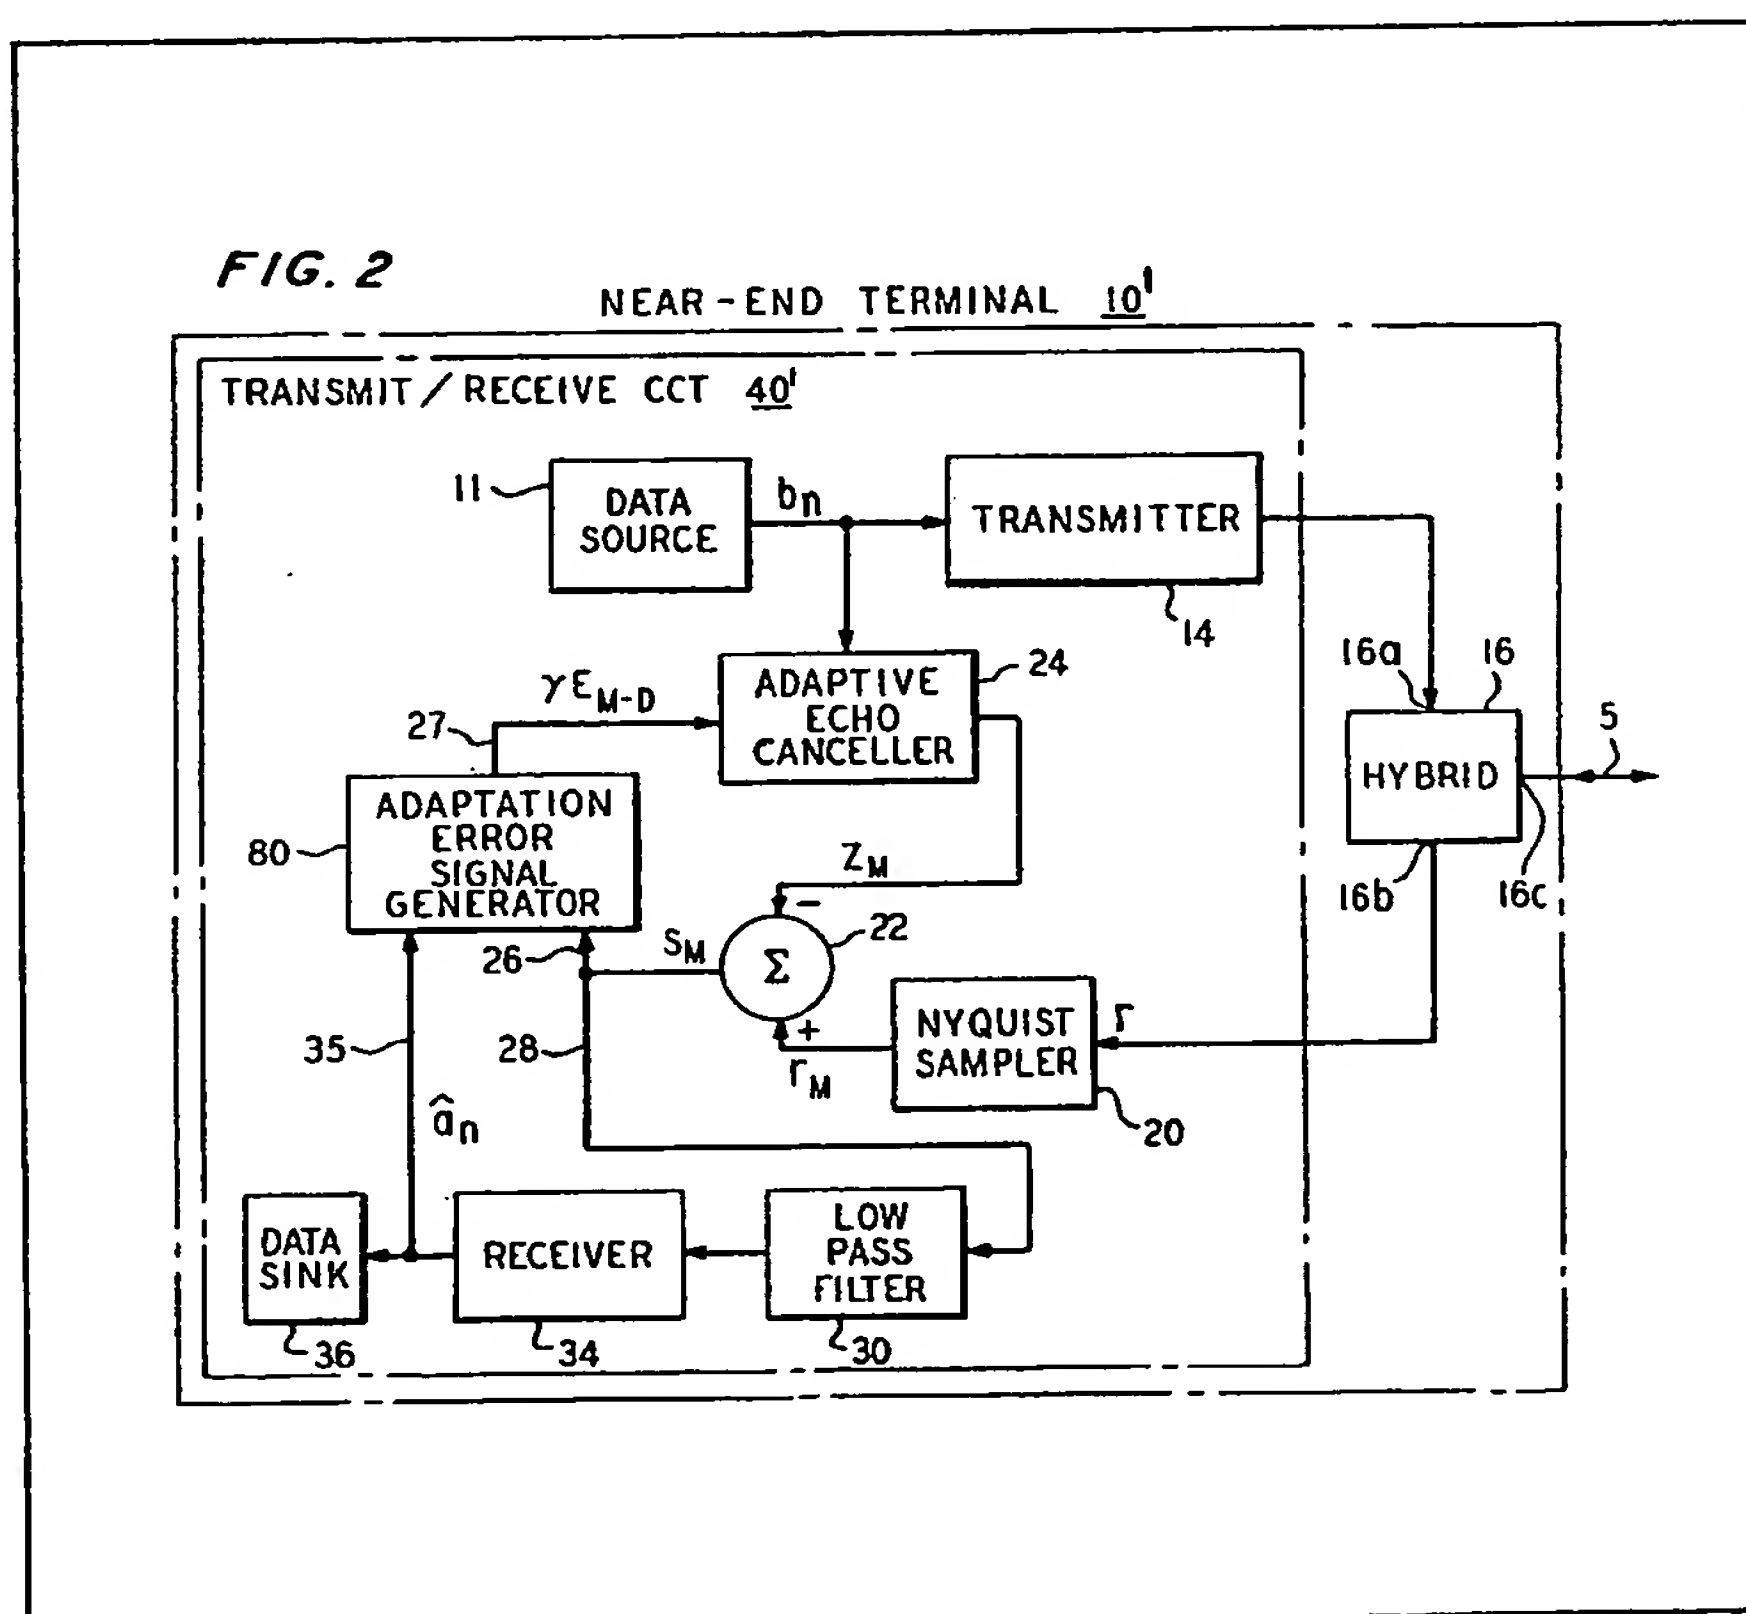 FIG. 2
NEAR-END TERMINAL 10'
TRANSMIT/RECEIVE CCT 40'
11
DATA
SOURCE
bn
TRANSMITTER
14
16a
16
5
HYBRID
16b
16c
γEM-D
27
ADAPTIVE
ECHO
CANCELLER
24
80
ADAPTATION
ERROR
SIGNAL
GENERATOR
ZM
-
Σ
22
SM
26
+
rM
NYQUIST
SAMPLER
r
20
35
28
ân
DATA
SINK
36
RECEIVER
34
LOW
PASS
FILTER
30